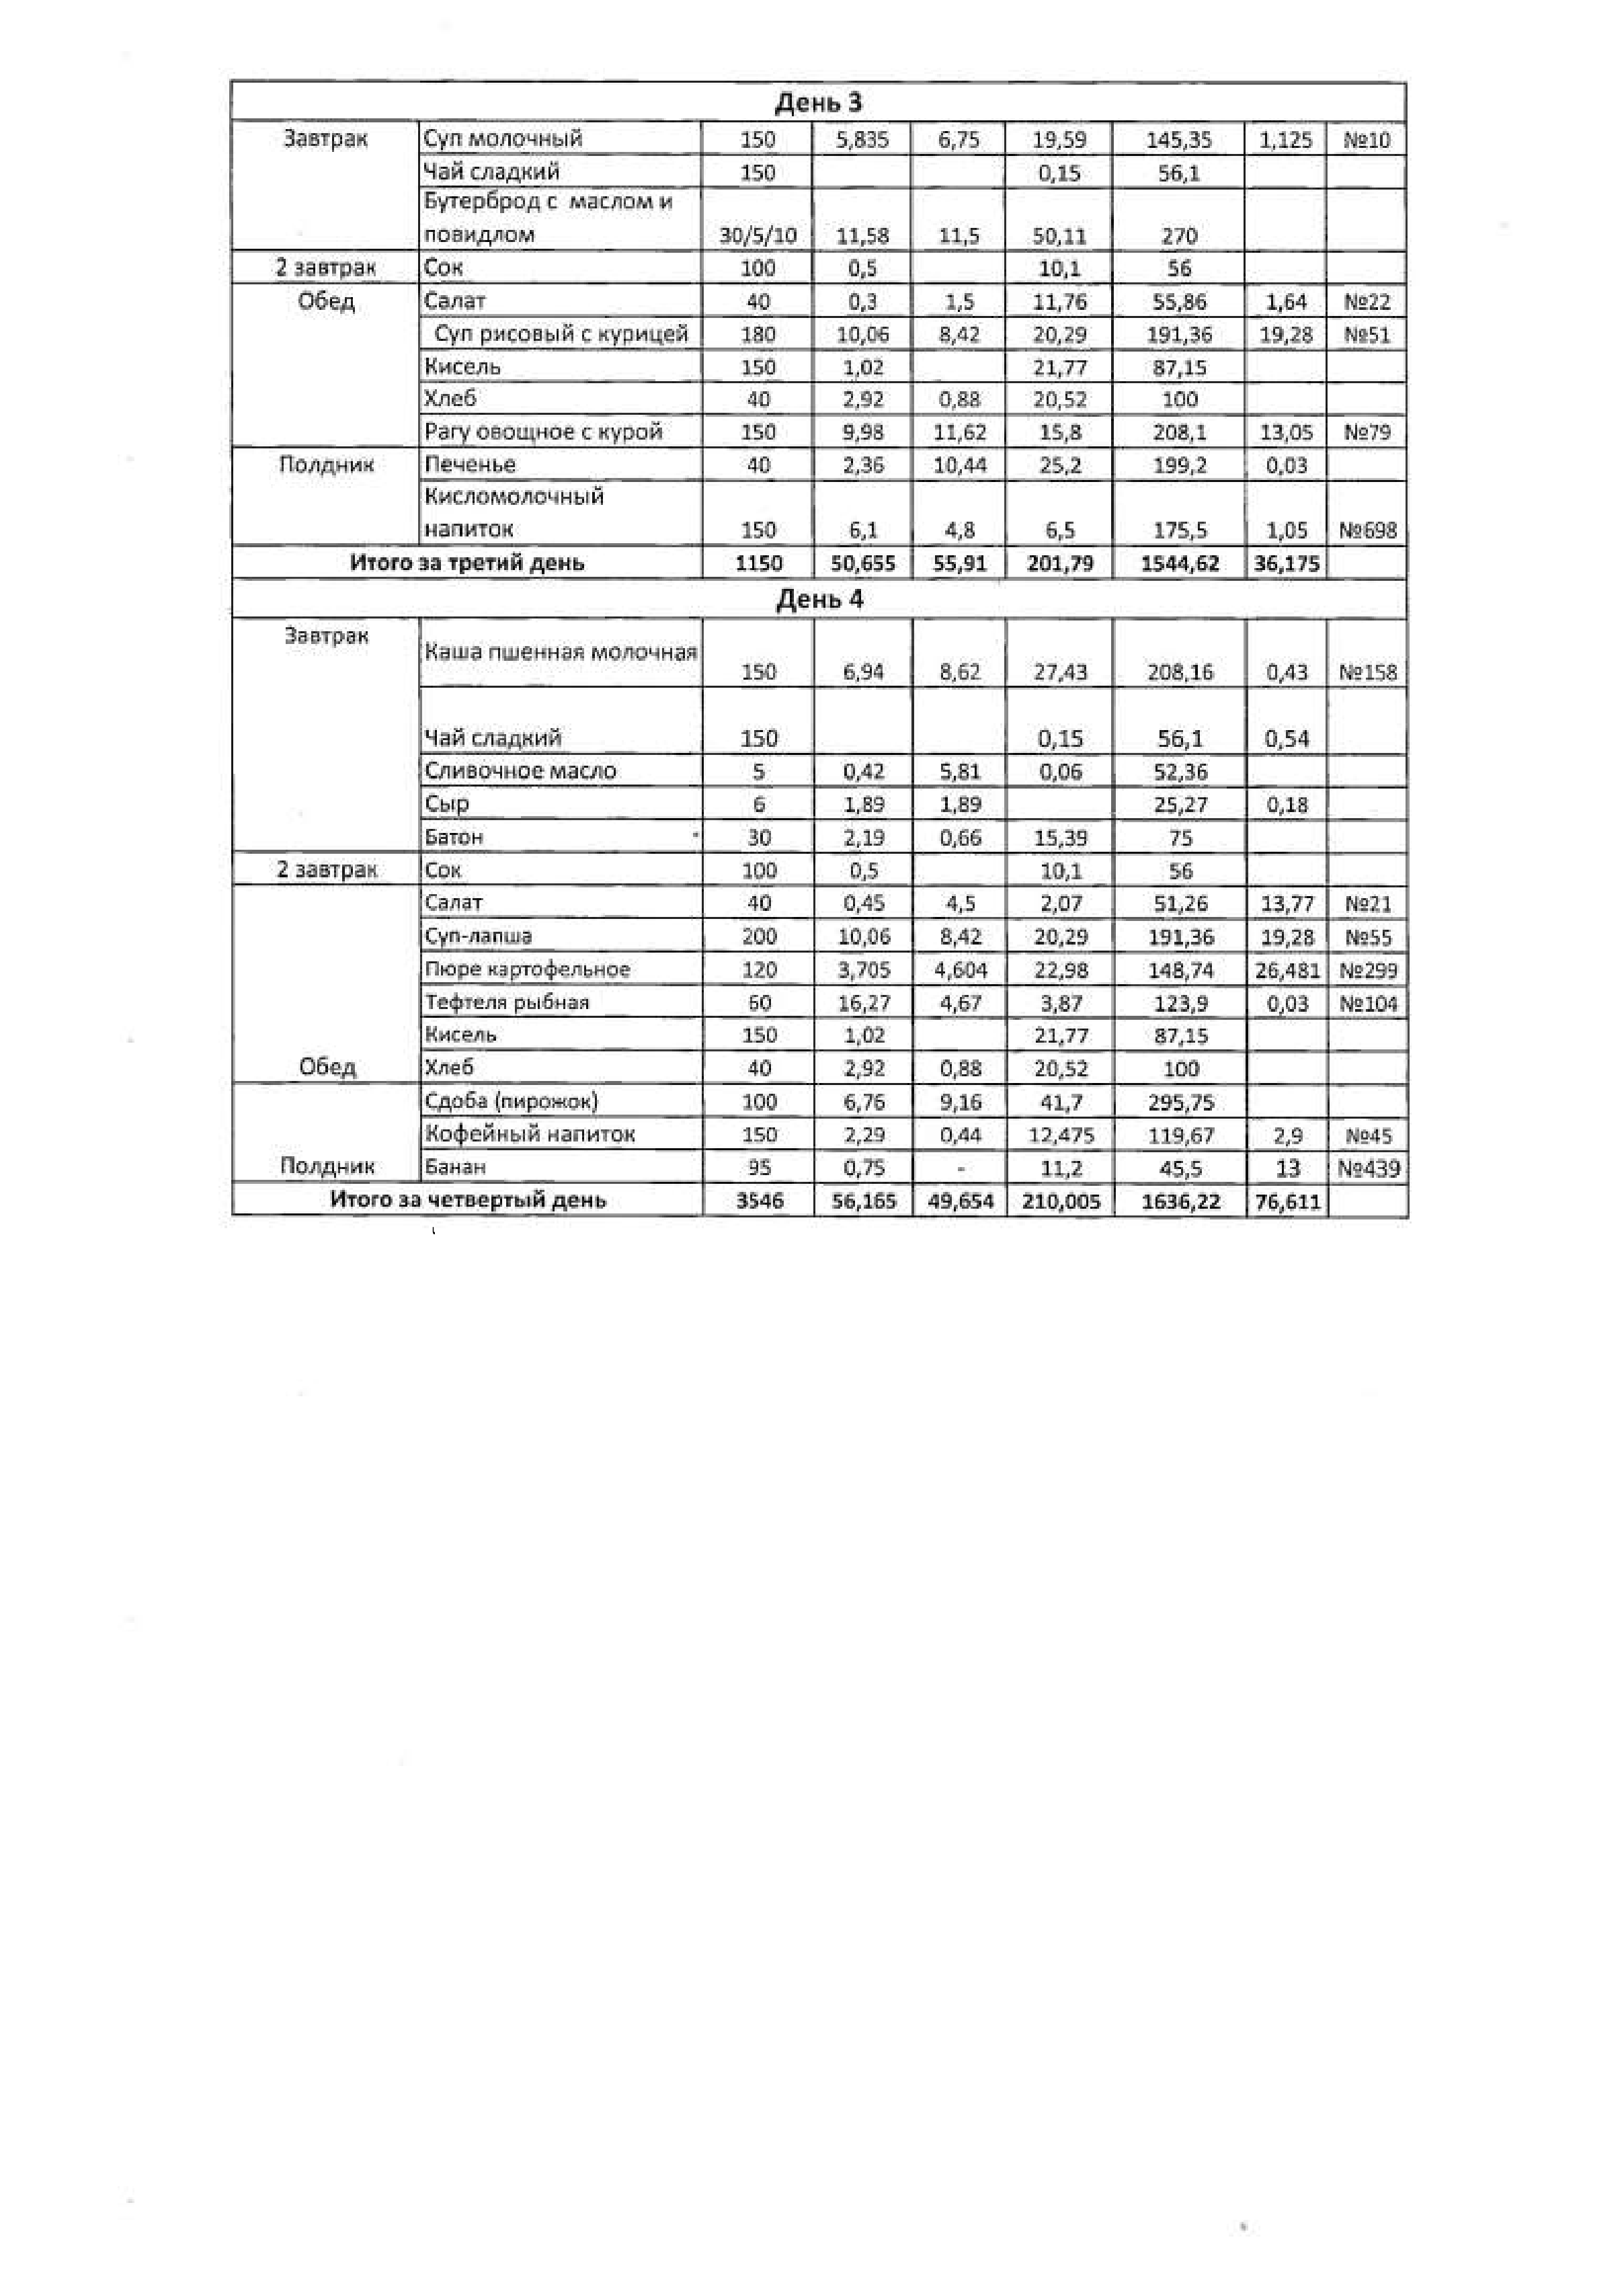 День 3
Завтрак Суп молочный 150 5,835 6,75 19,59 145,35 1,125 №10
Чай сладкий 150 0,15 56,1
Бутерброд с маслом и
повидлом 30/5/10 11,58 11,5 50,11 270
2 завтрак Сок 100 0,5 10,1 56
Обед Салат 40 0,3 1,5 11,76 55,86 1,64 №22
Суп рисовый с курицей 180 10,06 8,42 20,29 191,36 19,28 №51
Кисель 150 1,02 21,77 87,15
Хлеб 40 2,92 0,88 20,52 100
Рагу овощное с курой 150 9,98 11,62 15,8 208,1 13,05 №79
Полдник Печенье 40 2,36 10,44 25,2 199,2 0,03
Кисломолочный
напиток 150 6,1 4,8 6,5 175,5 1,05 №698
Итого за третий день 1150 50,655 55,91 201,79 1544,62 36,175
День 4
Завтрак Каша пшенная молочная 150 6,94 8,62 27,43 208,16 0,43 №158
Чай сладкий 150 0,15 56,1 0,54
Сливочное масло 5 0,42 5,81 0,06 52,36
Сыр 6 1,89 1,89 25,27 0,18
Батон 30 2,19 0,66 15,39 75
2 завтрак Сок 100 0,5 10,1 56
Салат 40 0,45 4,5 2,07 51,26 13,77 №21
Суп-лапша 200 10,06 8,42 20,29 191,36 19,28 №55
Пюре картофельное 120 3,705 4,604 22,98 148,74 26,481 №299
Тефтеля рыбная 60 16,27 4,67 3,87 123,9 0,03 №104
Кисель 150 1,02 21,77 87,15
Обед Хлеб 40 2,92 0,88 20,52 100
Сдоба (пирожок) 100 6,76 9,16 41,7 295,75
Кофейный напиток 150 2,29 0,44 12,475 119,67 2,9 №45
Полдник Банан 95 0,75 - 11,2 45,5 13 №439
Итого за четвертый день 3546 56,165 49,654 210,005 1636,22 76,611